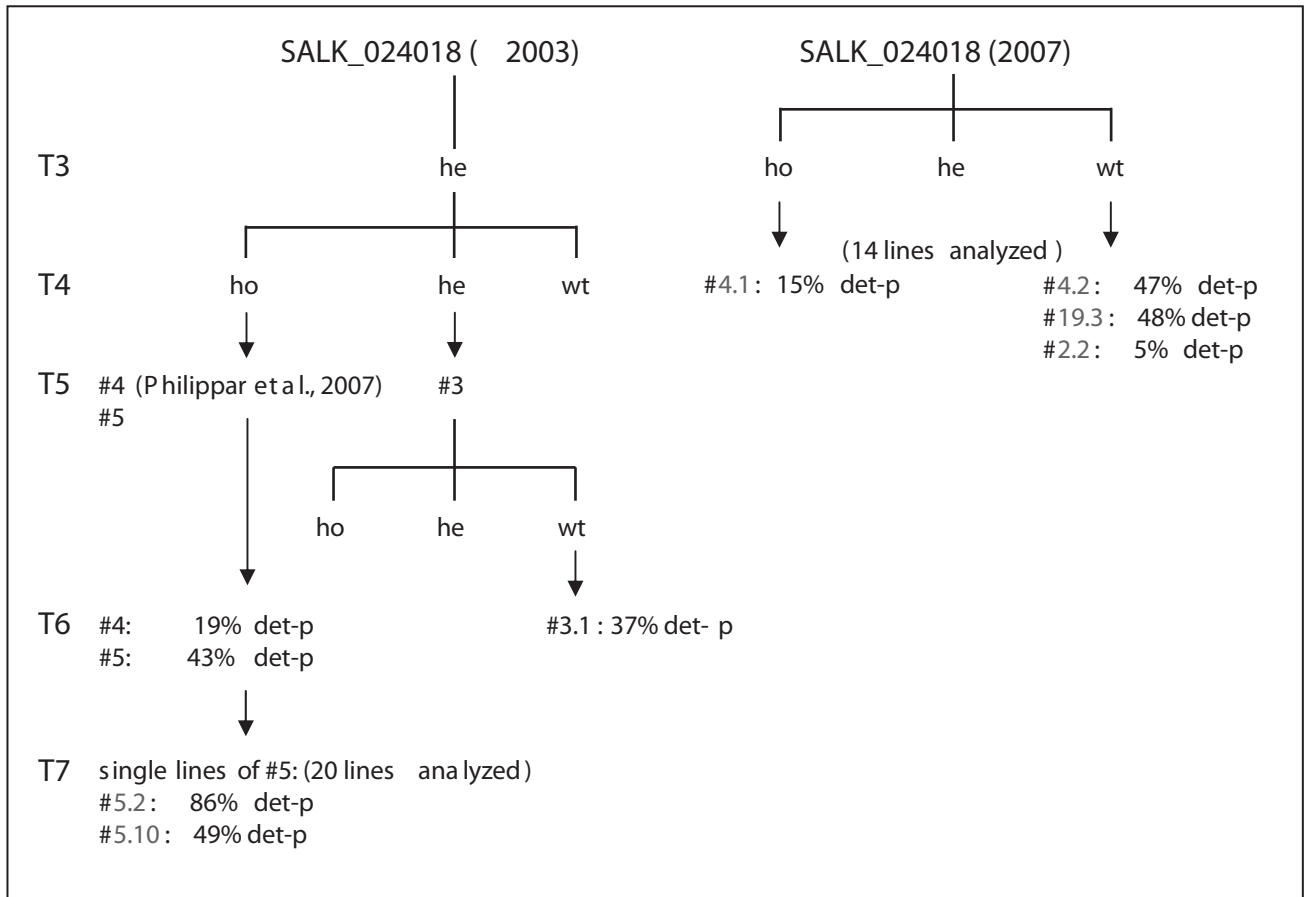 SALK_024018 ( 2003) SALK_024018 (2007)
T3 he ho he wt
(14 lines analyzed )
T4 ho he wt #4.1 : 15% det-p #4.2 : 47% det-p
#19.3 : 48% det-p
#2.2 : 5% det-p
T5 #4 (Philippar et al., 2007) #3
#5
ho he wt
T6 #4: 19% det-p #3.1 : 37% det- p
#5: 43% det-p
T7 single lines of #5: (20 lines analyzed )
#5.2 : 86% det-p
#5.10 : 49% det-p